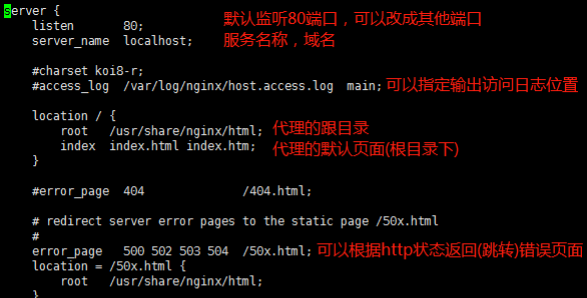 server {
    listen       80; 默认监听80端口，可以改成其他端口
    server_name  localhost; 服务名称，域名
    #charset koi8-r;
    #access_log  /var/log/nginx/host.access.log  main; 可以指定输出访问日志位置
    location / {
        root   /usr/share/nginx/html; 代理的跟目录
        index  index.html index.htm; 代理的默认页面(根目录下)
    }
    #error_page  404              /404.html;
    # redirect server error pages to the static page /50x.html
    #
    error_page   500 502 503 504  /50x.html; 可以根据http状态返回(跳转)错误页面
    location = /50x.html {
        root   /usr/share/nginx/html;
    }